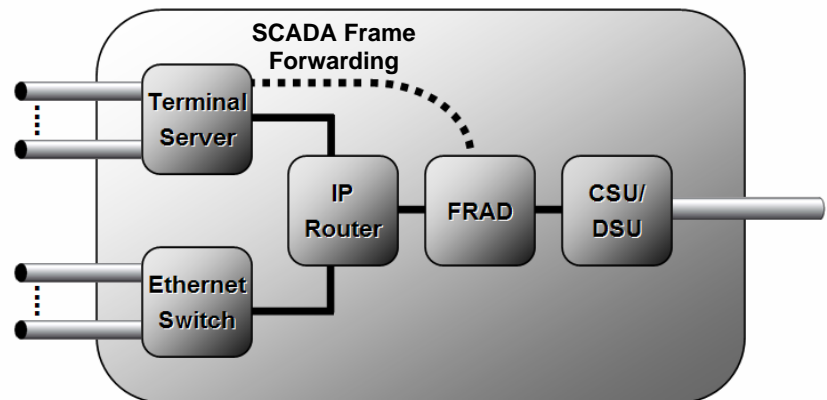 SCADA Frame
Forwarding
Terminal
Server
IP
Router
FRAD
CSU/
DSU
Ethernet
Switch